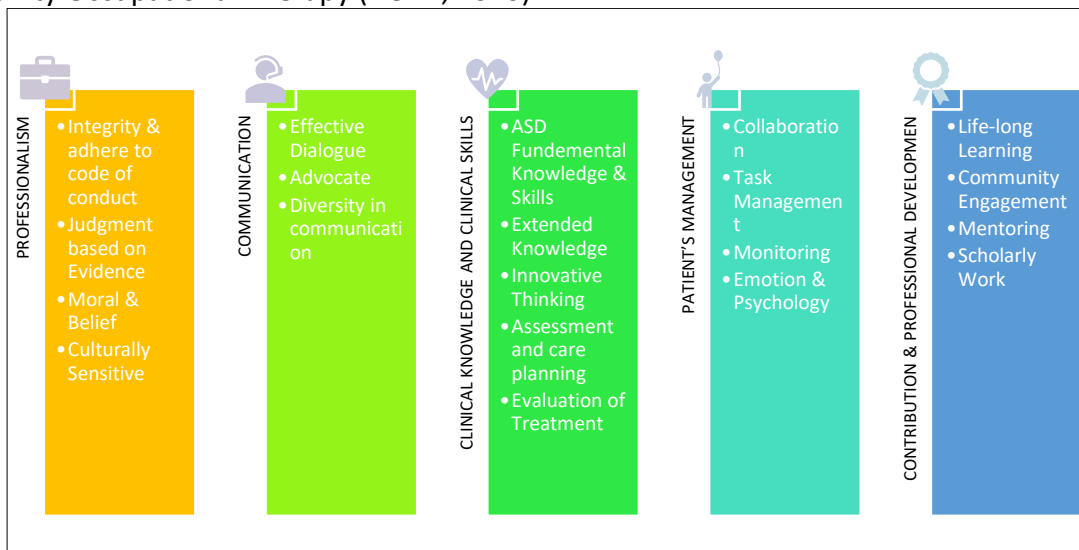 PROFESSIONALISM
• Integrity &
adhere to
code of
conduct
• Judgment
based on
Evidence
• Moral &
Belief
• Culturally
Sensitive
COMMUNICATION
• Effective
Dialogue
• Advocate
• Diversity in
communicati
on
CLINICAL KNOWLEDGE AND CLINICAL SKILLS
• ASD
Fundemental
Knowledge &
Skills
• Extended
Knowledge
• Innovative
Thinking
• Assessment
and care
planning
• Evaluation of
Treatment
PATIENT'S MANAGEMENT
• Collaboratio
n
• Task
Managemen
t
• Monitoring
• Emotion &
Psychology
CONTRIBUTION & PROFESSIONAL DEVELOPMEN
• Life-long
Learning
• Community
Engagement
• Mentoring
• Scholarly
Work